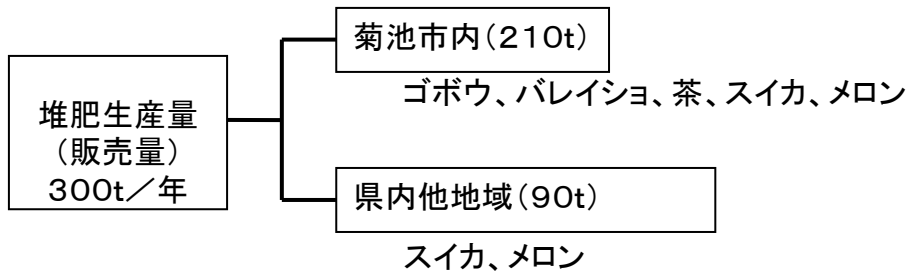 堆肥生産量
（販売量）
３００ｔ／年
菊池市内（２１０ｔ）
ゴボウ、バレイショ、茶、スイカ、メロン
県内他地域（９０ｔ）
スイカ、メロン